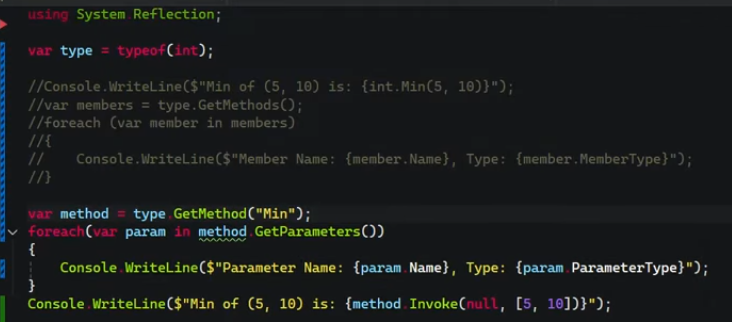 using System.Reflection;
var type = typeof(int);
//Console.WriteLine($"Min of (5, 10) is: {int.Min(5, 10)}");
//var members = type.GetMethods();
//foreach (var member in members)
//{
//    Console.WriteLine($"Member Name: {member.Name}, Type: {member.MemberType}");
//}
var method = type.GetMethod("Min");
foreach(var param in method.GetParameters())
{
    Console.WriteLine($"Parameter Name: {param.Name}, Type: {param.ParameterType}");
}
Console.WriteLine($"Min of (5, 10) is: {method.Invoke(null, [5, 10])}");